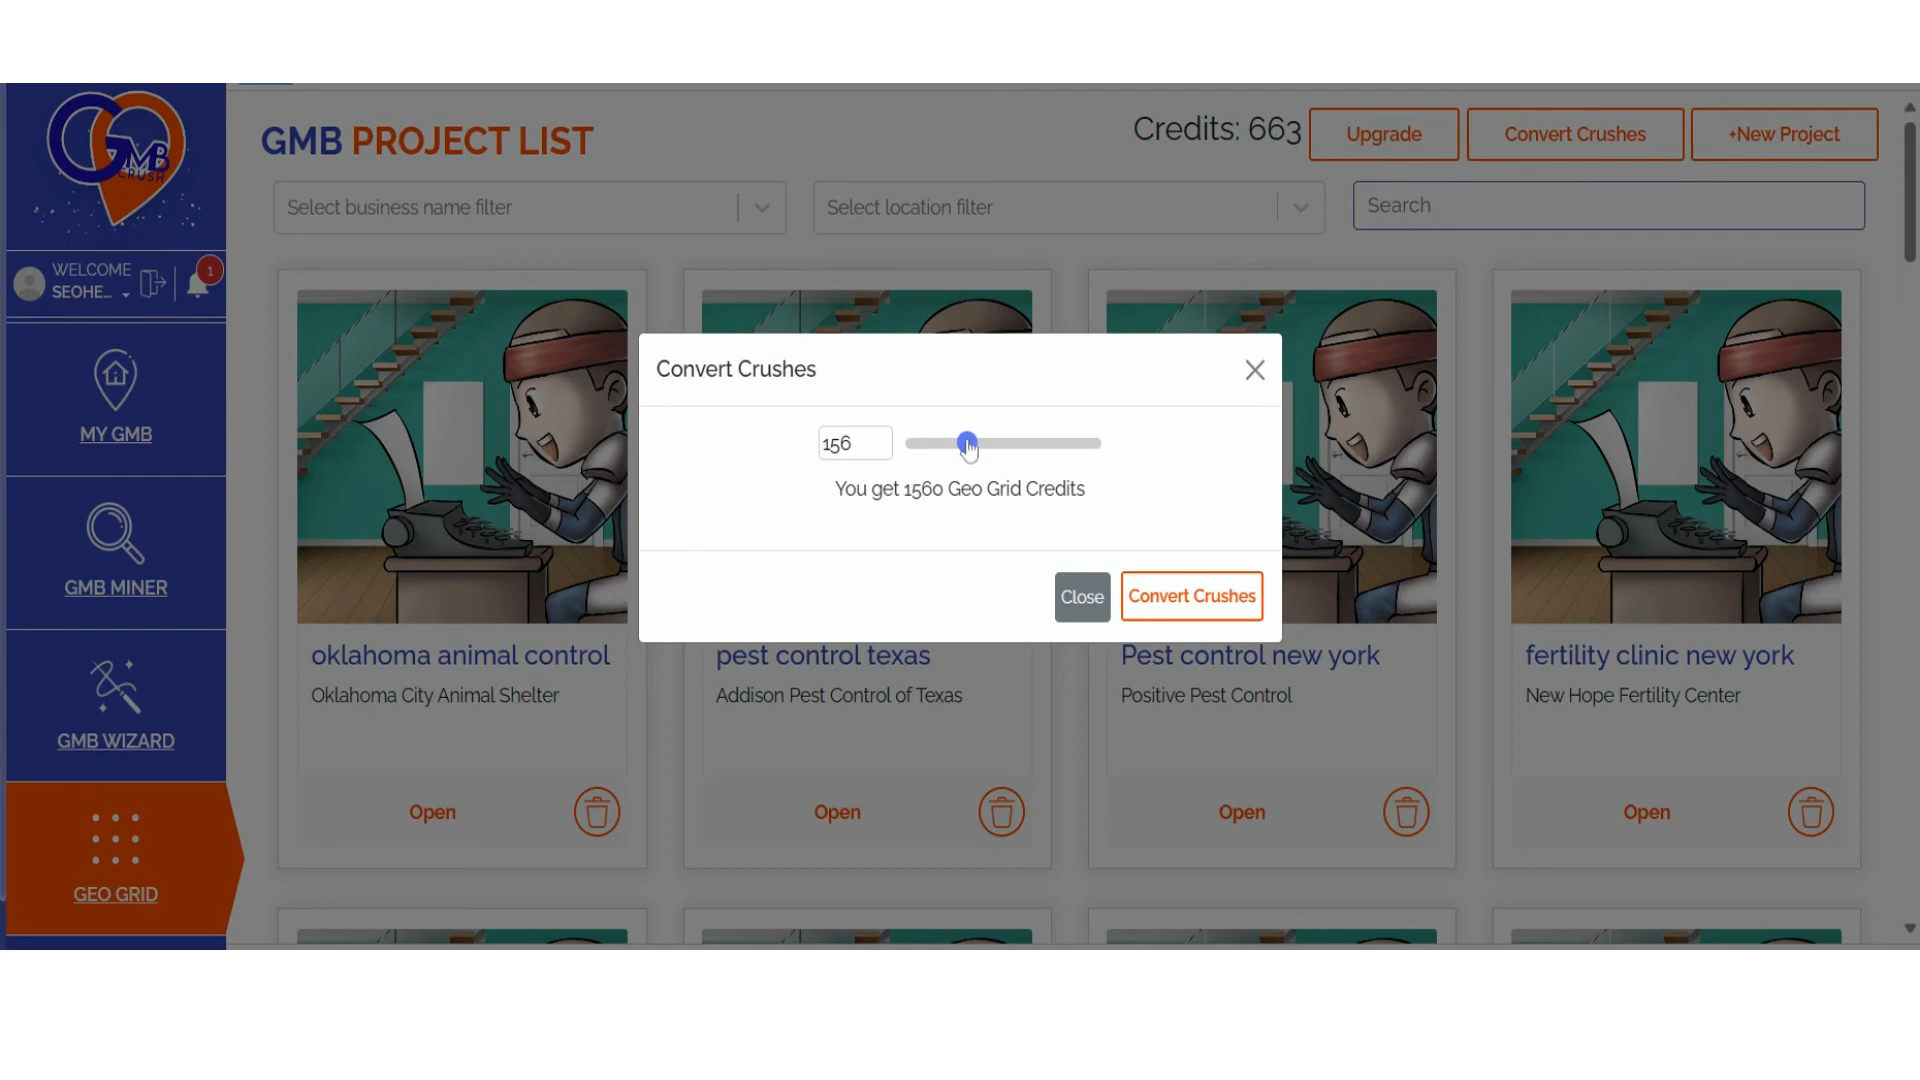 GMB
CRUSH
WELCOME
SEOHE...
1
MY GMB
GMB MINER
GMB WIZARD
GEO GRID
GMB PROJECT LIST
Credits: 663
Upgrade
Convert Crushes
+New Project
Select business name filter
Select location filter
Search
Convert Crushes
156
You get 1560 Geo Grid Credits
Close
Convert Crushes
oklahoma animal control
Oklahoma City Animal Shelter
Open
pest control texas
Addison Pest Control of Texas
Open
Pest control new york
Positive Pest Control
Open
fertility clinic new york
New Hope Fertility Center
Open